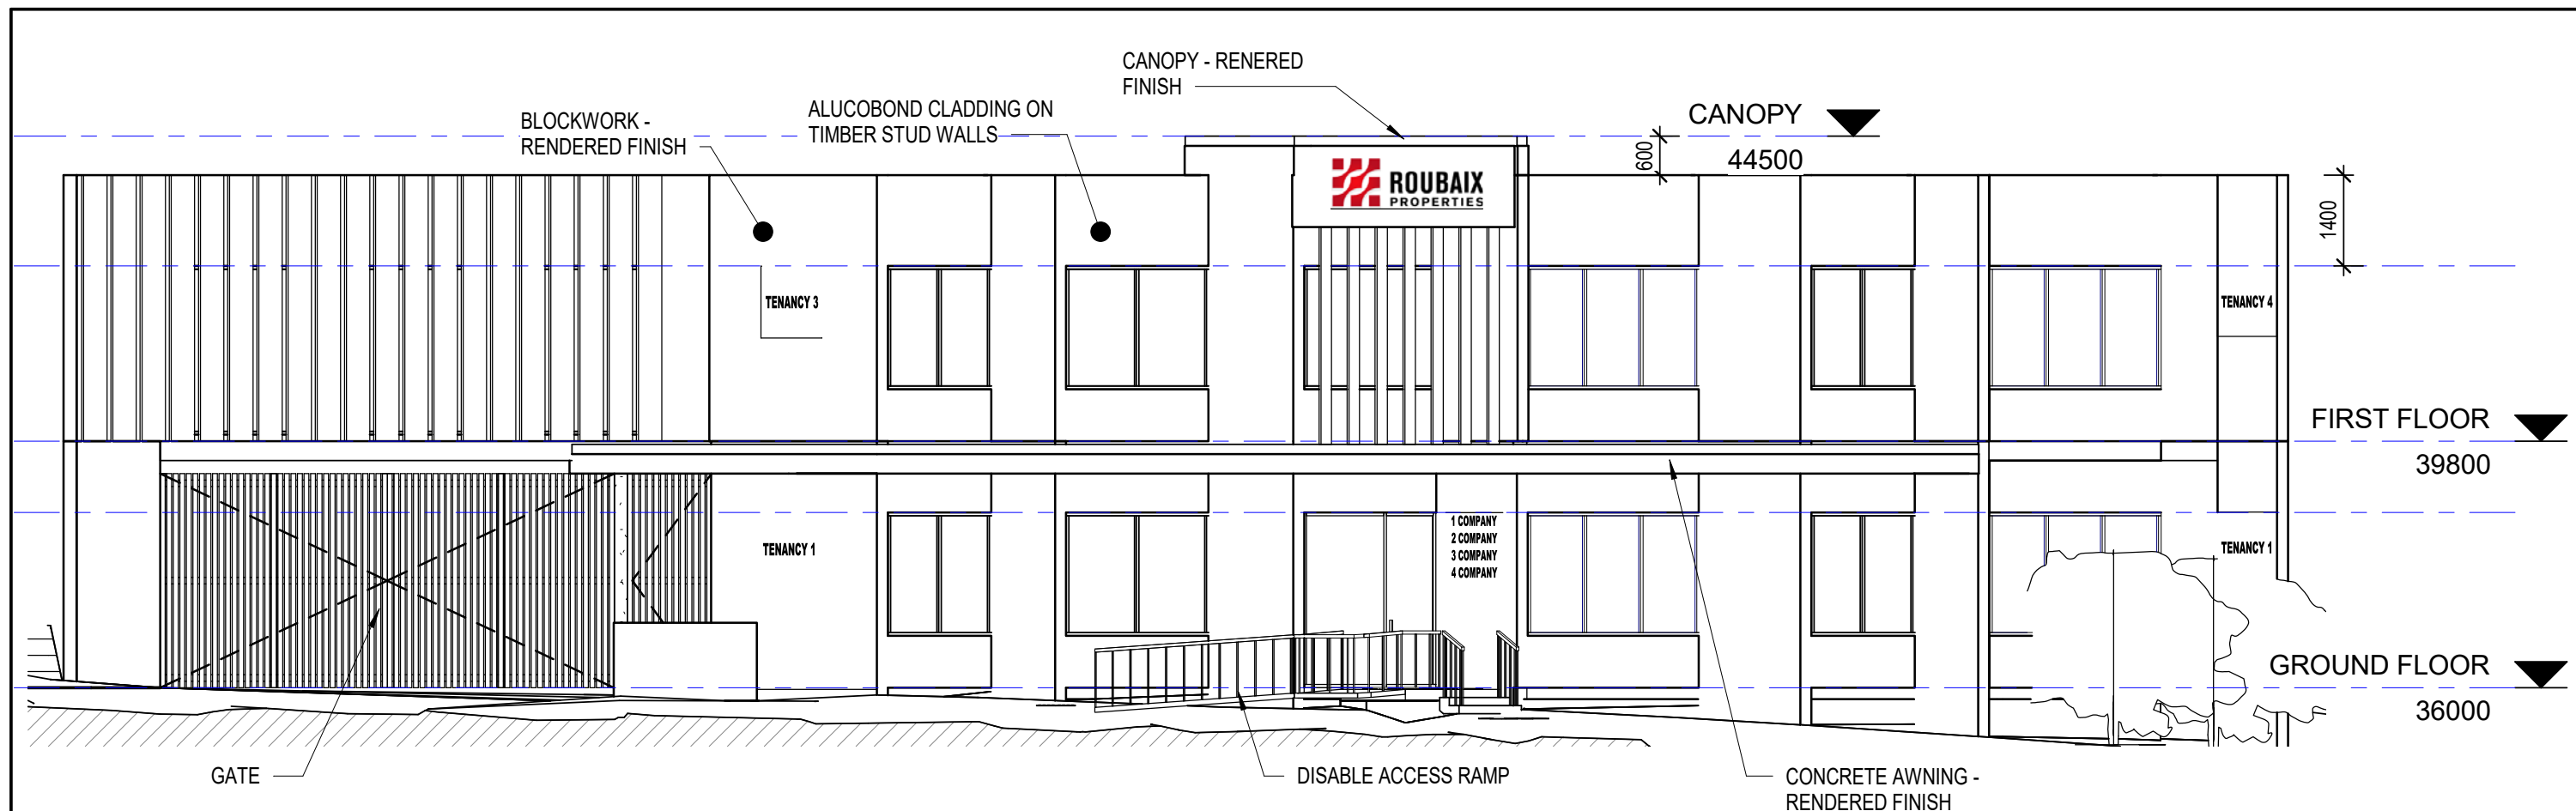 CANOPY - RENERED
FINISH
BLOCKWORK -
RENDERED FINISH
ALUCOBOND CLADDING ON
TIMBER STUD WALLS
CANOPY
44500
600
ROUBAIX
PROPERTIES
1400
TENANCY 3
TENANCY 4
FIRST FLOOR
39800
TENANCY 1
1 COMPANY
2 COMPANY
3 COMPANY
4 COMPANY
TENANCY 1
GROUND FLOOR
36000
GATE
DISABLE ACCESS RAMP
CONCRETE AWNING -
RENDERED FINISH